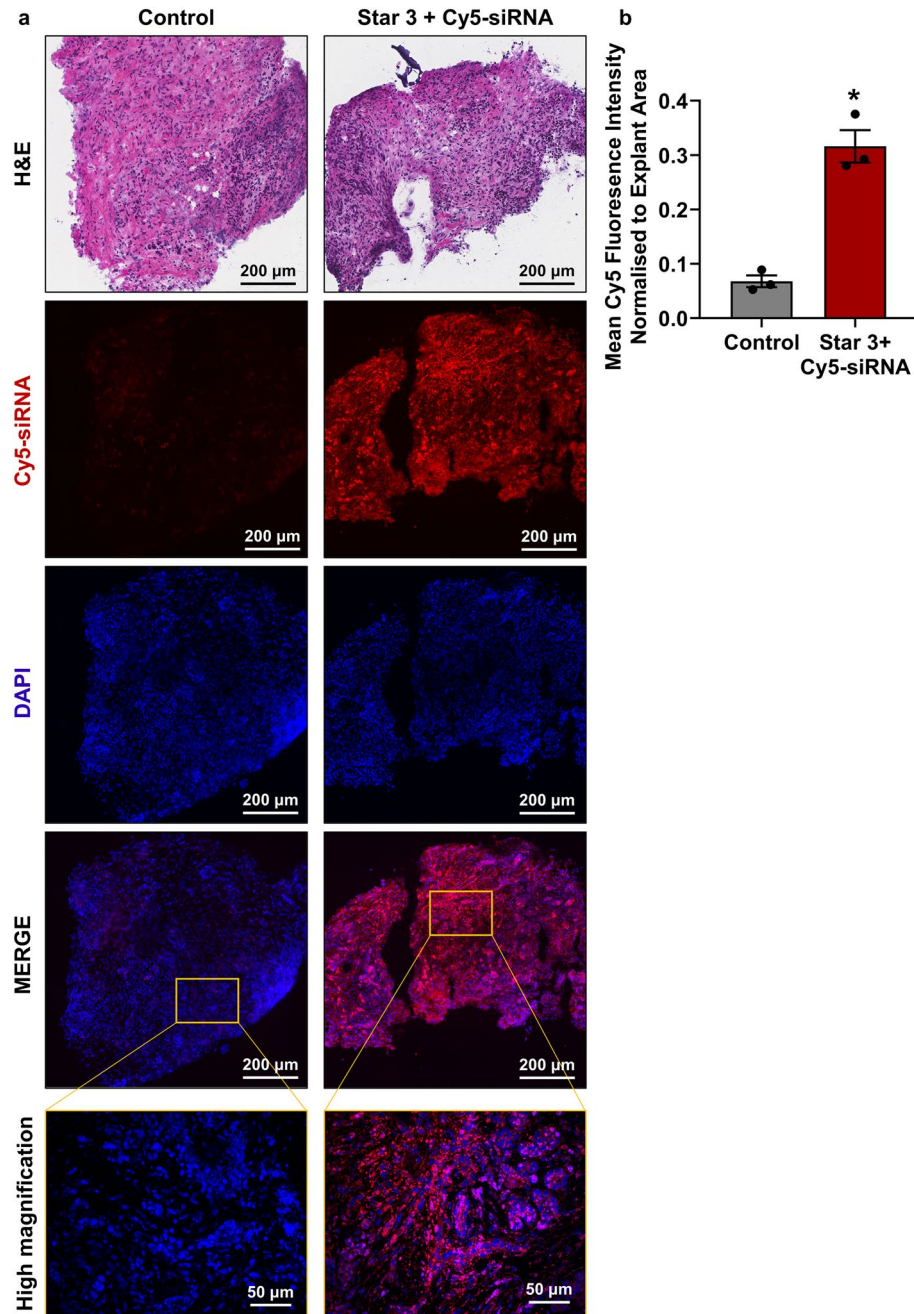 a
Control
Star 3 + Cy5-siRNA
H&E
200 µm
200 µm
Cy5-siRNA
200 µm
200 µm
DAPI
200 µm
200 µm
MERGE
200 µm
200 µm
High magnification
50 µm
50 µm
b
Mean Cy5 Fluoresence Intensity
Normalised to Explant Area
0.4
0.3
0.2
0.1
0.0
*
Control
Star 3+
Cy5-siRNA